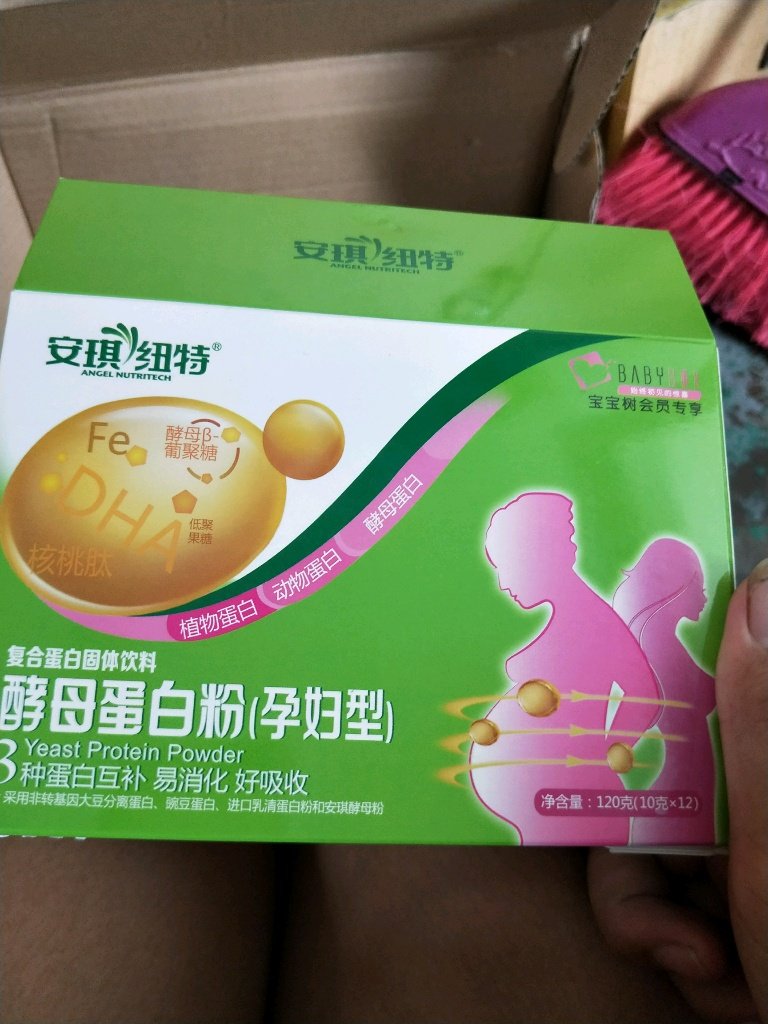 安琪纽特®
ANGEL NUTRITECH
安琪纽特®
ANGEL NUTRITECH
BABY
宝宝树会员专享
Fe
酵母β-
葡聚糖
DHA
低聚
果糖
核桃肽
植物蛋白
动物蛋白
酵母蛋白
复合蛋白固体饮料
酵母蛋白粉(孕妇型)
Yeast Protein Powder
3种蛋白互补 易消化 好吸收
采用非转基因大豆分离蛋白、豌豆蛋白、进口乳清蛋白粉和安琪酵母粉
净含量：120克(10克×12)